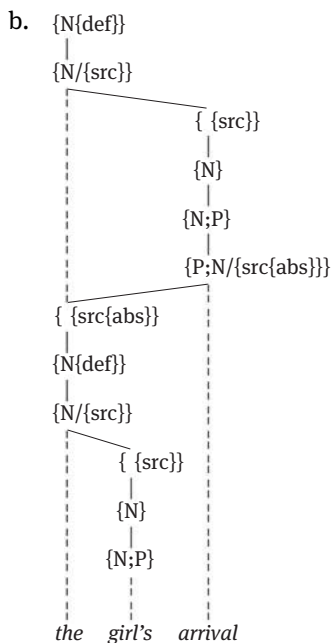 b. {N{def}}
{N/{src}}
{ {src}}
{N}
{N;P}
{P;N/{src{abs}}}
{ {src{abs}}
{N{def}}
{N/{src}}
{ {src}}
{N}
{N;P}
the girl's arrival